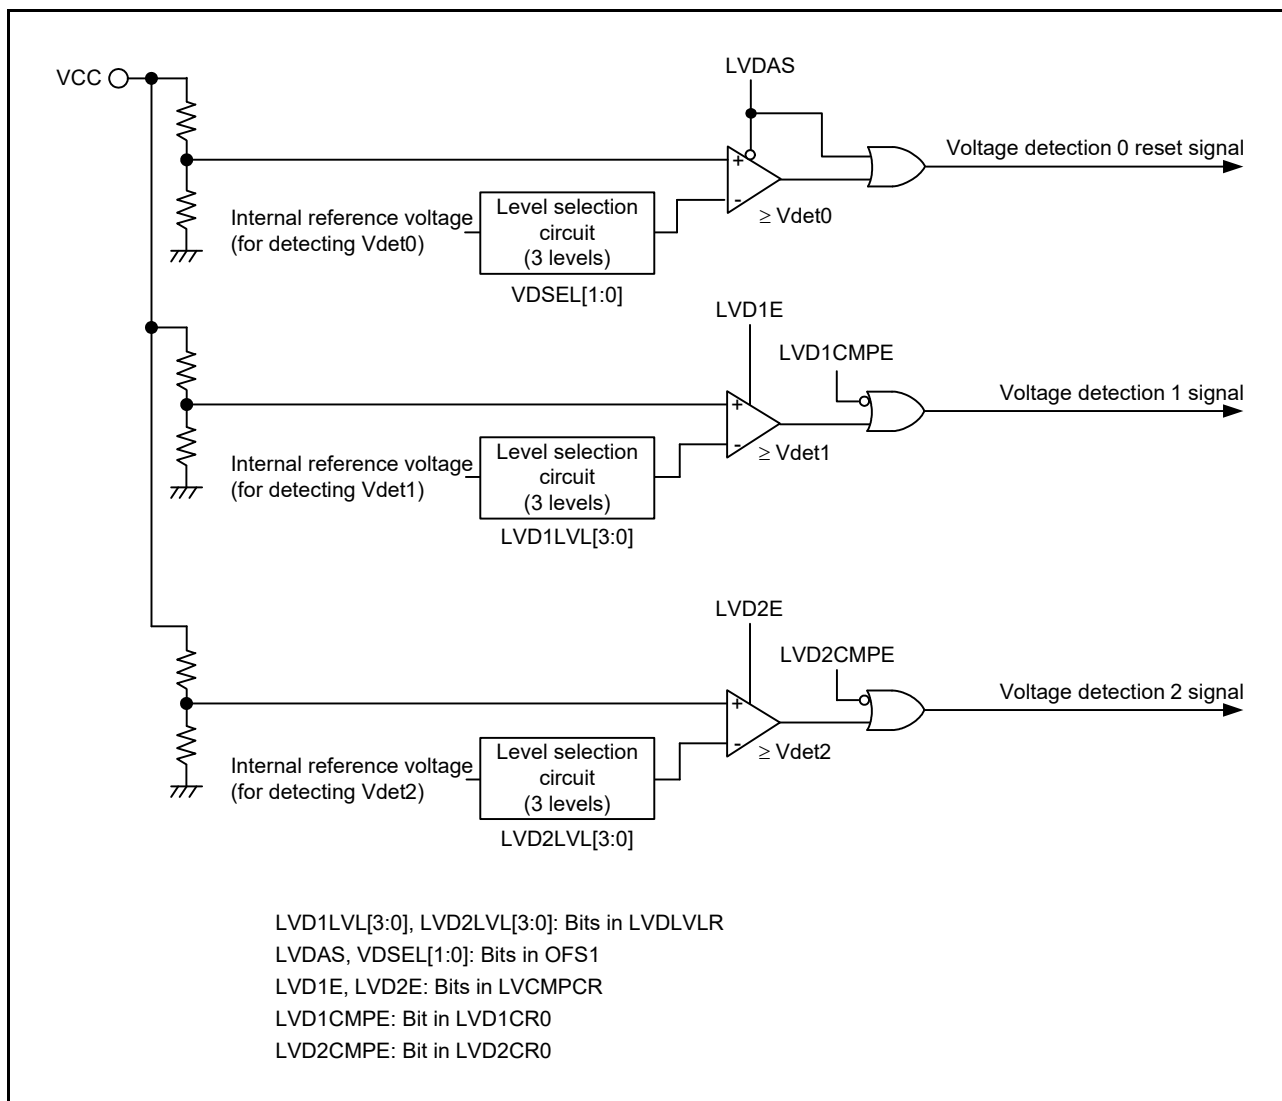 VCC
LVDAS
+
-
≥ Vdet0
Voltage detection 0 reset signal
Internal reference voltage
(for detecting Vdet0)
Level selection
circuit
(3 levels)
VDSEL[1:0]
LVD1E
LVD1CMPE
+
-
≥ Vdet1
Voltage detection 1 signal
Internal reference voltage
(for detecting Vdet1)
Level selection
circuit
(3 levels)
LVD1LVL[3:0]
LVD2E
LVD2CMPE
+
-
≥ Vdet2
Voltage detection 2 signal
Internal reference voltage
(for detecting Vdet2)
Level selection
circuit
(3 levels)
LVD2LVL[3:0]
LVD1LVL[3:0], LVD2LVL[3:0]: Bits in LVDLVLR
LVDAS, VDSEL[1:0]: Bits in OFS1
LVD1E, LVD2E: Bits in LVCMPCR
LVD1CMPE: Bit in LVD1CR0
LVD2CMPE: Bit in LVD2CR0